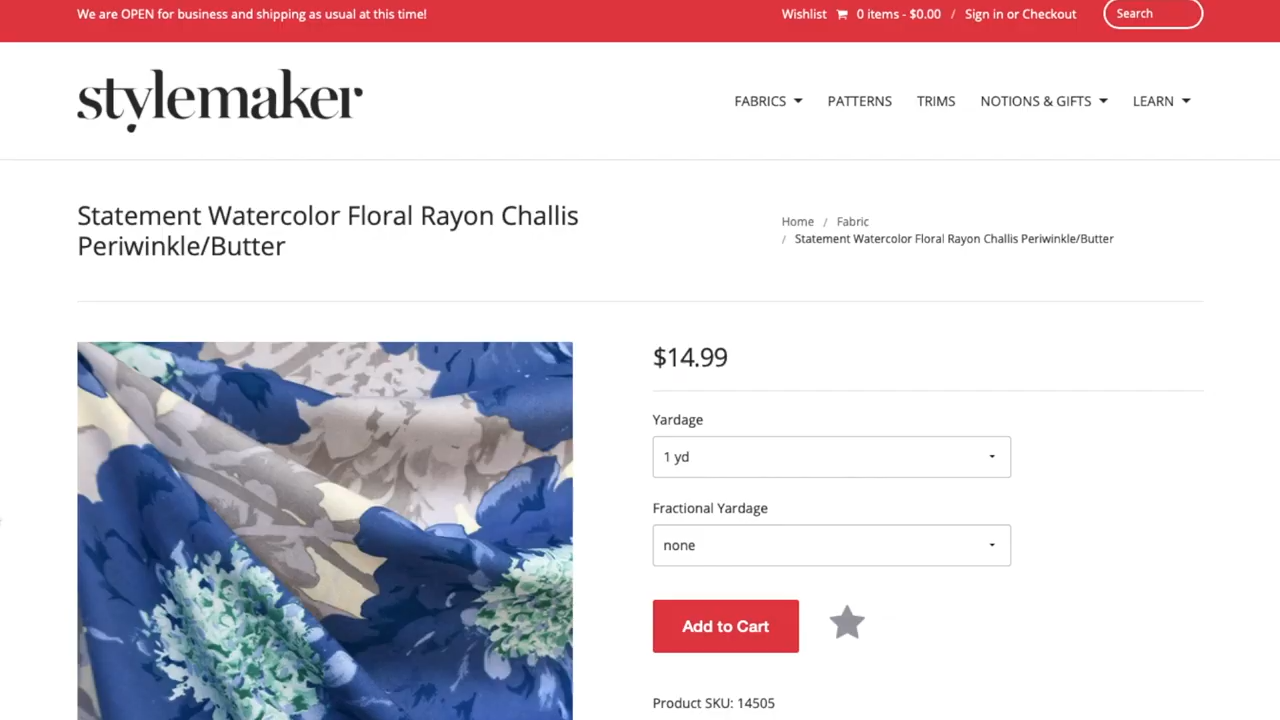 We are OPEN for business and shipping as usual at this time!
Wishlist 0 items - $0.00 / Sign in or Checkout
Search
stylemaker
FABRICS PATTERNS TRIMS NOTIONS & GIFTS LEARN
Statement Watercolor Floral Rayon Challis
Periwinkle/Butter
Home / Fabric
/ Statement Watercolor Floral Rayon Challis Periwinkle/Butter
$14.99
Yardage
1 yd
Fractional Yardage
none
Add to Cart
Product SKU: 14505